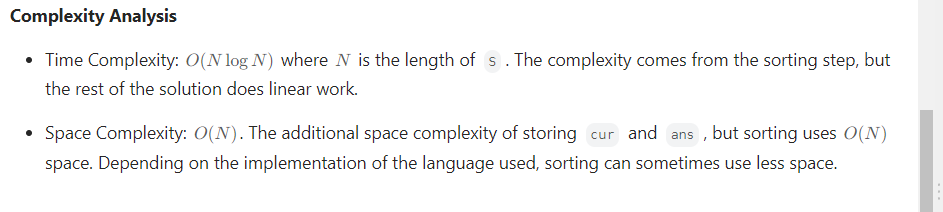 Complexity Analysis
• Time Complexity: O(N log N) where N is the length of s . The complexity comes from the sorting step, but
the rest of the solution does linear work.
• Space Complexity: O(N). The additional space complexity of storing cur and ans , but sorting uses O(N)
space. Depending on the implementation of the language used, sorting can sometimes use less space.